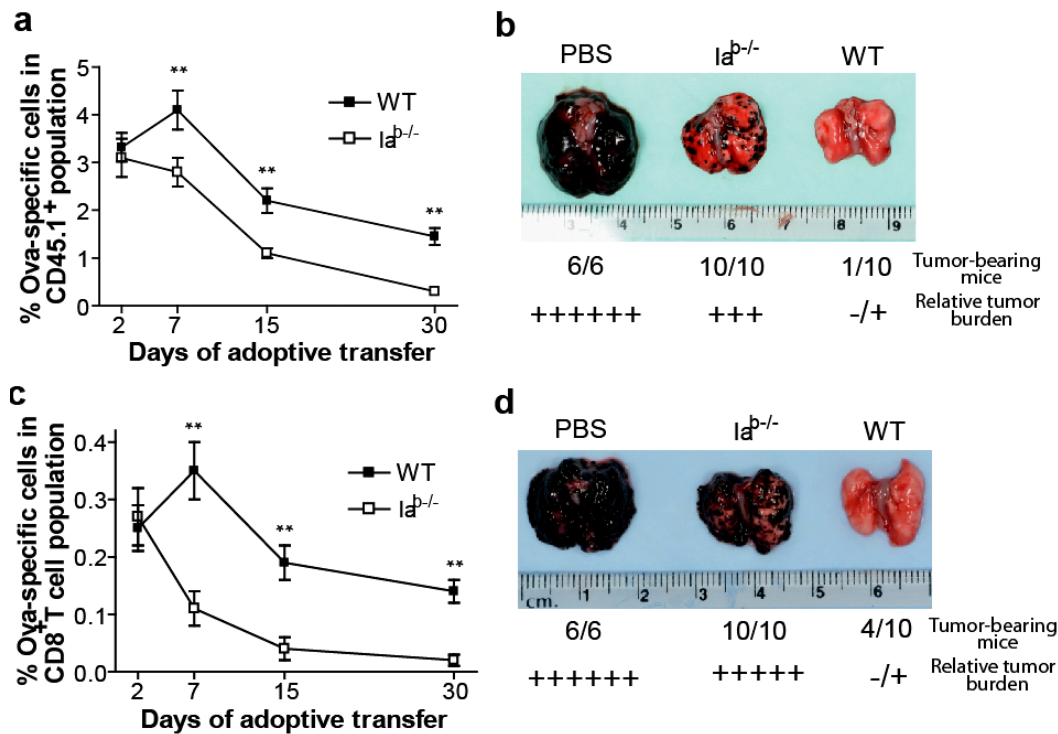 a
% Ova-specific cells in
CD45.1+ population
5
4
3
2
1
0
**
**
**
WT
Iab-/-
2 7 15 30
Days of adoptive transfer
b
PBS Iab-/- WT
3 4 5 6 7 8 9
6/6 10/10 1/10 Tumor-bearing
mice
++++++ +++ -/+ Relative tumor
burden
c
% Ova-specific cells in
CD8+ T cell population
0.4
0.3
0.2
0.1
0.0
**
**
**
WT
Iab-/-
2 7 15 30
Days of adoptive transfer
d
PBS Iab-/- WT
cm. 1 2 3 4 5 6
6/6 10/10 4/10 Tumor-bearing
mice
++++++ +++++ -/+ Relative tumor
burden